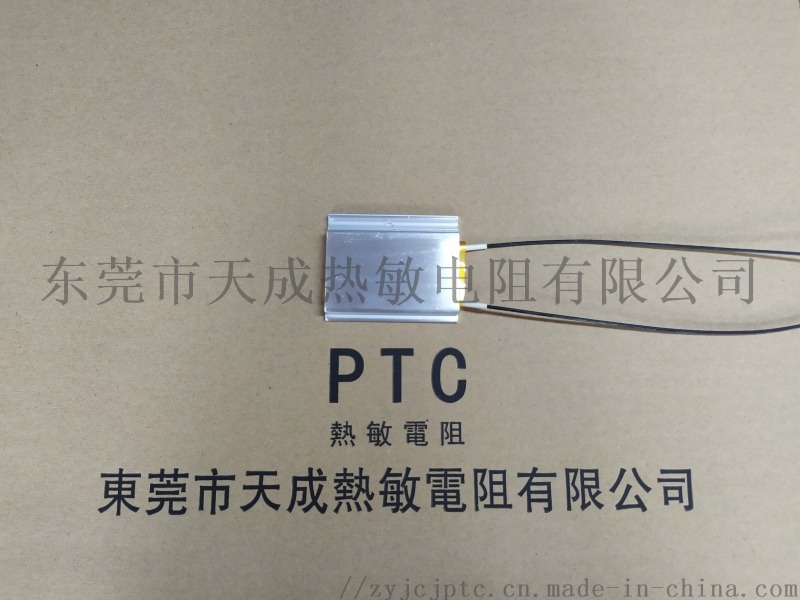 东莞市天成热敏电阻有限公司
PTC
熱敏電阻
東莞市天成熱敏電阻有限公司
https://zyjcjptc.cn.made-in-china.com